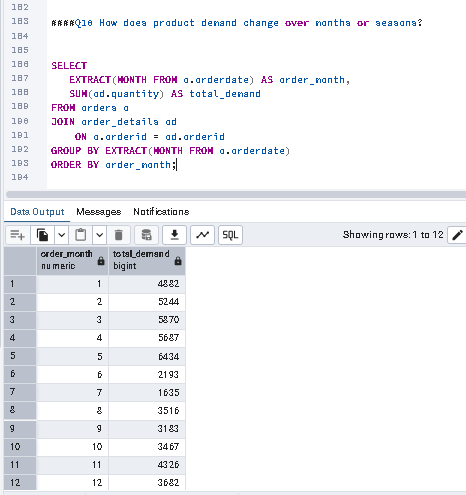 182
183 ####Q10 How does product demand change over months or seasons?
184
185
186 SELECT
187 EXTRACT(MONTH FROM o.orderdate) AS order_month,
188 SUM(od.quantity) AS total_demand
189 FROM orders o
190 JOIN order_details od
191 ON o.orderid = od.orderid
192 GROUP BY EXTRACT(MONTH FROM o.orderdate)
193 ORDER BY order_month;
194
Data Output Messages Notifications
SQL Showing rows: 1 to 12
order_month total_demand
numeric bigint
1 1 4882
2 2 5244
3 3 5870
4 4 5687
5 5 6434
6 6 2193
7 7 1635
8 8 3516
9 9 3183
10 10 3467
11 11 4326
12 12 3682